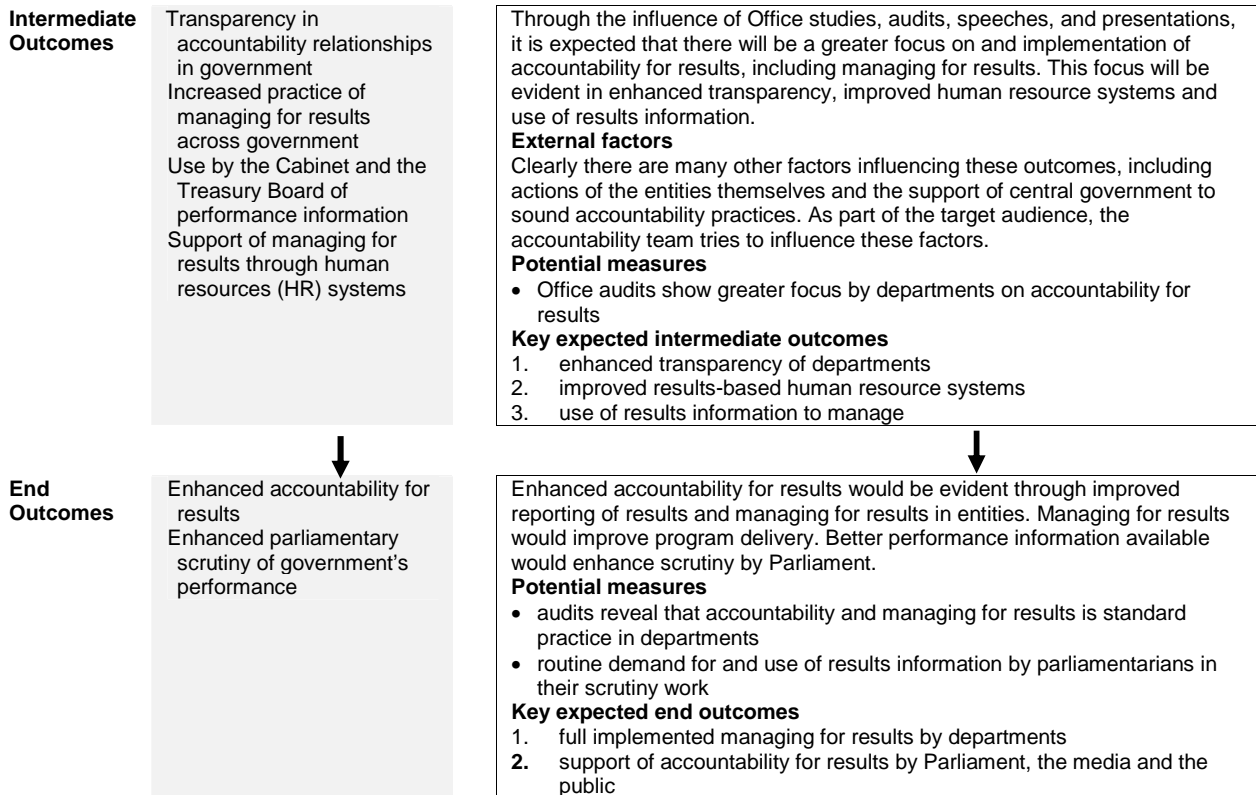 Intermediate
Outcomes
Transparency in
accountability relationships
in government
Increased practice of
managing for results
across government
Use by the Cabinet and the
Treasury Board of
performance information
Support of managing for
results through human
resources (HR) systems
Through the influence of Office studies, audits, speeches, and presentations,
it is expected that there will be a greater focus on and implementation of
accountability for results, including managing for results. This focus will be
evident in enhanced transparency, improved human resource systems and
use of results information.
External factors
Clearly there are many other factors influencing these outcomes, including
actions of the entities themselves and the support of central government to
sound accountability practices. As part of the target audience, the
accountability team tries to influence these factors.
Potential measures
• Office audits show greater focus by departments on accountability for
results
Key expected intermediate outcomes
1. enhanced transparency of departments
2. improved results-based human resource systems
3. use of results information to manage
End
Outcomes
Enhanced accountability for
results
Enhanced parliamentary
scrutiny of government's
performance
Enhanced accountability for results would be evident through improved
reporting of results and managing for results in entities. Managing for results
would improve program delivery. Better performance information available
would enhance scrutiny by Parliament.
Potential measures
• audits reveal that accountability and managing for results is standard
practice in departments
• routine demand for and use of results information by parliamentarians in
their scrutiny work
Key expected end outcomes
1. full implemented managing for results by departments
2. support of accountability for results by Parliament, the media and the
public